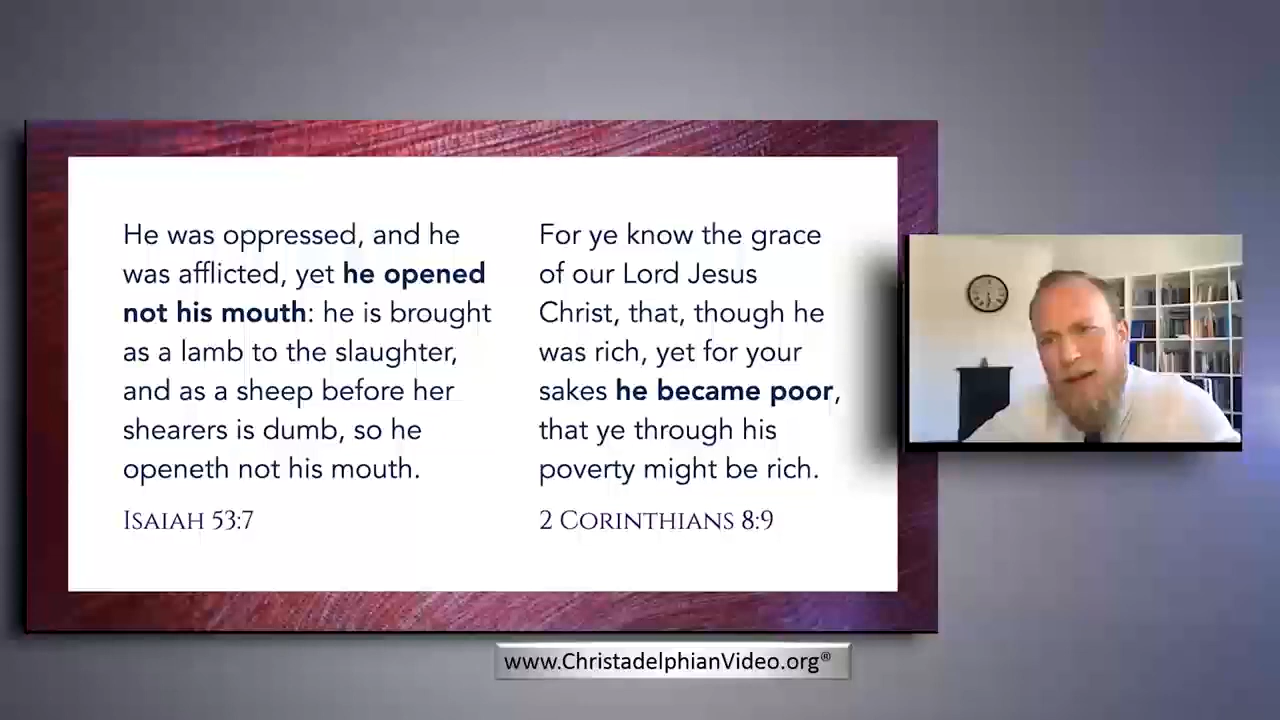 He was oppressed, and he
was afflicted, yet he opened
not his mouth: he is brought
as a lamb to the slaughter,
and as a sheep before her
shearers is dumb, so he
openeth not his mouth.
Isaiah 53:7
For ye know the grace
of our Lord Jesus
Christ, that, though he
was rich, yet for your
sakes he became poor,
that ye through his
poverty might be rich.
2 Corinthians 8:9
www.ChristadelphianVideo.org®